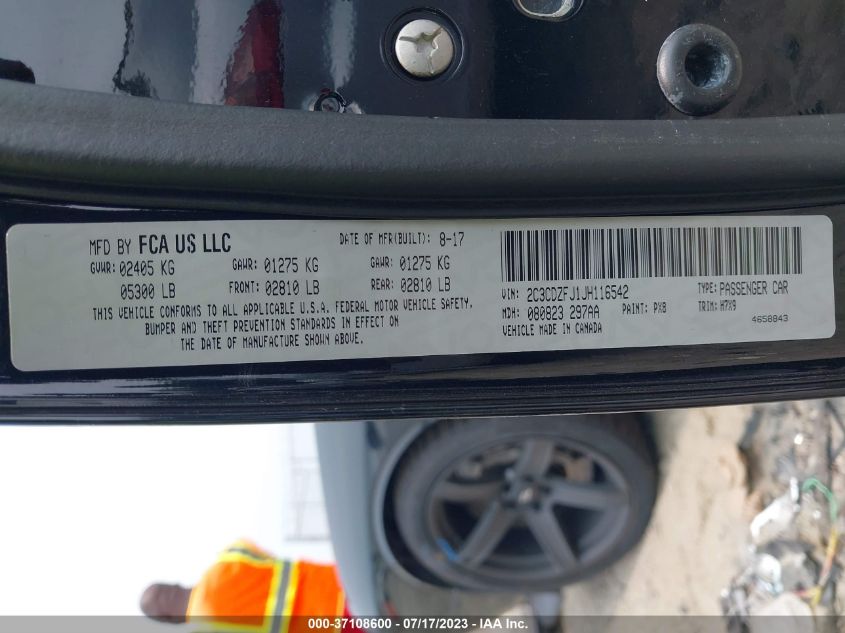 MFD BY FCA US LLC
DATE OF MFR(BUILT): 8-17
GVWR: 02405 KG
GAWR: 01275 KG
GAWR: 01275 KG
05300 LB
FRONT: 02810 LB
REAR: 02810 LB
THIS VEHICLE CONFORMS TO ALL APPLICABLE U.S.A. FEDERAL MOTOR VEHICLE SAFETY,
BUMPER AND THEFT PREVENTION STANDARDS IN EFFECT ON
THE DATE OF MANUFACTURE SHOWN ABOVE.
VIN: 2C3CDZFJ1JH116542
TYPE: PASSENGER CAR
MDH: 080823 297AA
PAINT: PX8
TRIM: H7X9
VEHICLE MADE IN CANADA
4658843
000-37108600 - 07/17/2023 - IAA Inc.